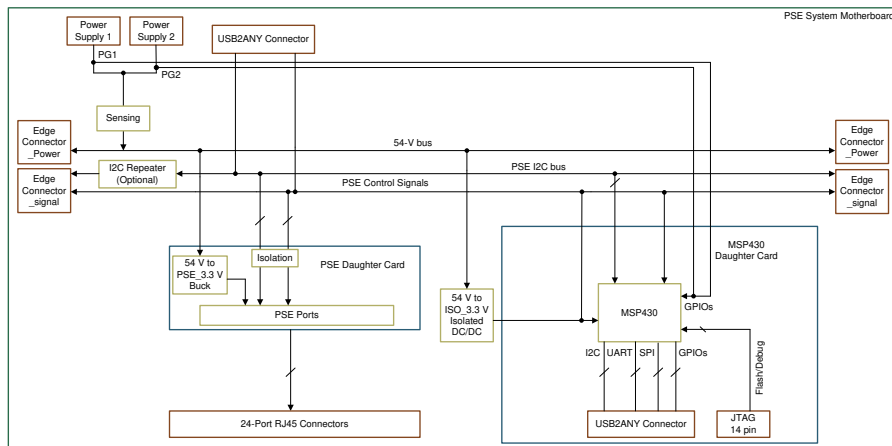 PSE System Motherboard
Power
Supply 1
Power
Supply 2
USB2ANY Connector
PG1
PG2
Sensing
Edge
Connector
_Power
54-V bus
Edge
Connector
_Power
I2C Repeater
(Optional)
PSE I2C bus
Edge
Connector
_signal
PSE Control Signals
Edge
Connector
_signal
MSP430
Daughter Card
Isolation
PSE Daughter Card
54 V to
PSE_3.3 V
Buck
54 V to
ISO_3.3 V
Isolated
DC/DC
PSE Ports
MSP430
GPIOs
I2C
UART
SPI
GPIOs
Flash/Debug
24-Port RJ45 Connectors
USB2ANY Connector
JTAG
14 pin